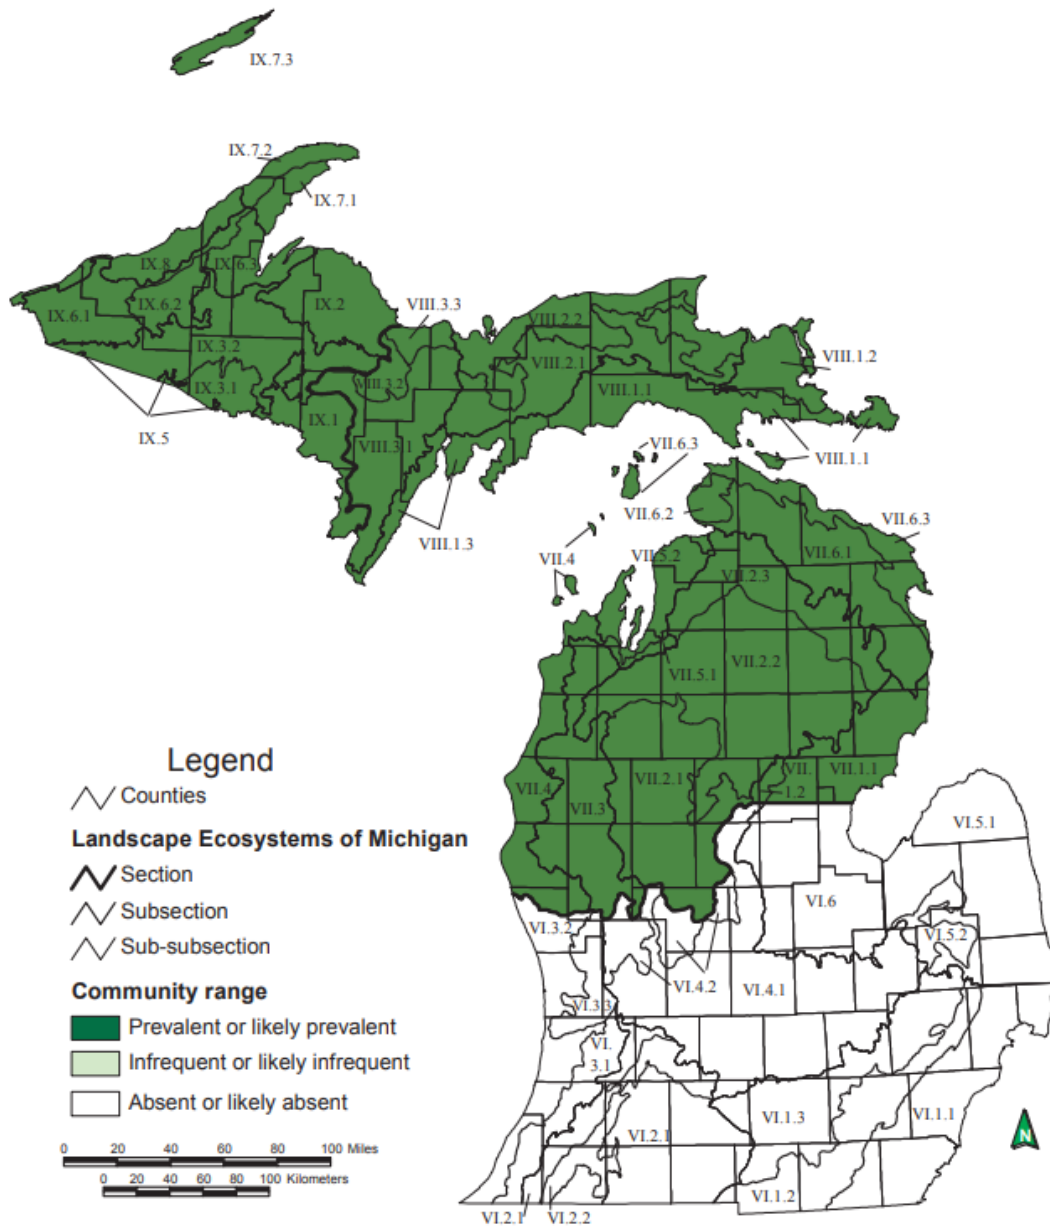 IX.7.3
IX.7.2
IX.7.1
IX.8
IX.6.3
IX.6.2
IX.6.1
IX.2
VIII.3.3
VIII.2.2
IX.3.2
VIII.2.1
VIII.1.2
IX.3.1
VIII.3.2
VIII.1.1
IX.5
IX.1
VIII.3.1
VII.6.3
VIII.1.1
VII.6.2
VII.6.3
VIII.1.3
VII.4
VII.5.2
VII.6.1
VII.2.3
VII.5.1
VII.2.2
VII.4
VII.3
VII.2.1
VII.
1.2
VII.1.1
VI.5.1
VI.6
VI.3.2
VI.5.2
VI.4.2
VI.4.1
VI.3.3
VI.
3.1
VI.2.1
VI.1.3
VI.1.1
VI.1.2
VI.2.1
VI.2.2
Legend
Counties
Landscape Ecosystems of Michigan
Section
Subsection
Sub-subsection
Community range
Prevalent or likely prevalent
Infrequent or likely infrequent
Absent or likely absent
0 20 40 60 80 100 Miles
0 20 40 60 80 100 Kilometers
N